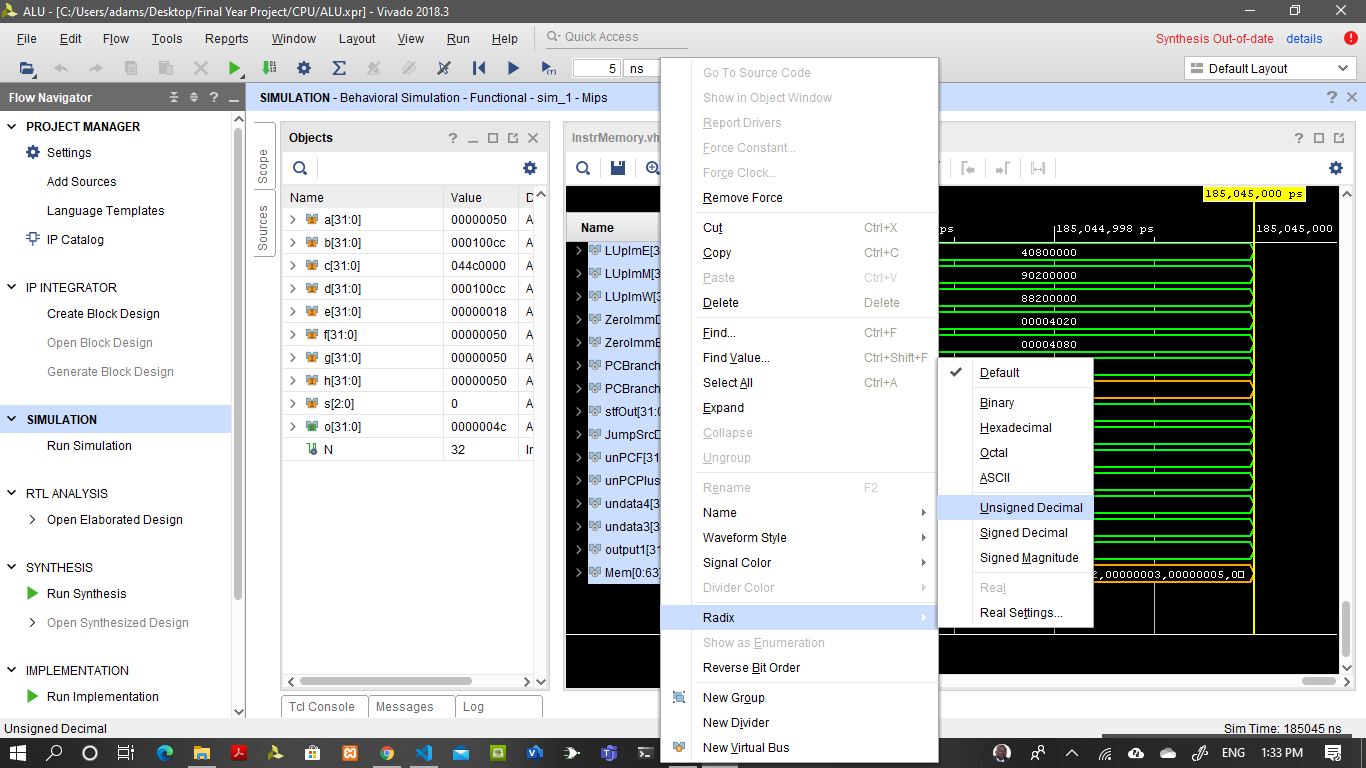 ALU - [C:/Users/adams/Desktop/Final Year Project/CPU/ALU.xpr] - Vivado 2018.3
File Edit Flow Tools Reports Window Layout View Run Help Quick Access Synthesis Out-of-date details
5 ns Default Layout
Flow Navigator
SIMULATION - Behavioral Simulation - Functional - sim_1 - Mips
PROJECT MANAGER
Settings
Add Sources
Language Templates
IP Catalog
IP INTEGRATOR
Create Block Design
Open Block Design
Generate Block Design
SIMULATION
Run Simulation
RTL ANALYSIS
Open Elaborated Design
SYNTHESIS
Run Synthesis
Open Synthesized Design
IMPLEMENTATION
Run Implementation
Unsigned Decimal
Scope
Sources
Objects
Name Value D
a[31:0] 00000050 A
b[31:0] 000100cc A
c[31:0] 044c0000 A
d[31:0] 000100cc A
e[31:0] 00000018 A
f[31:0] 00000050 A
g[31:0] 00000050 A
h[31:0] 00000050 A
s[2:0] 0 A
o[31:0] 0000004c A
N 32 Ir
Tcl Console Messages Log
InstrMemory.vh
Name
LUpImE[3
LUpImM[3
LUpImW[3
ZeroImmD
ZeroImmE
PCBranch
PCBranch
stfOut[31:0
JumpSrcD
unPCF[31
unPCPlus
undata4[3
undata3[3
output1[31
Mem[0:63]
185,045,000 ps
ps 185,044,998 ps 185,045,000
40800000
90200000
88200000
00004020
00004080
2,00000003,00000005,0
Go To Source Code
Show in Object Window
Report Drivers
Force Constant...
Force Clock...
Remove Force
Cut Ctrl+X
Copy Ctrl+C
Paste Ctrl+V
Delete Delete
Find... Ctrl+F
Find Value... Ctrl+Shift+F
Select All Ctrl+A
Expand
Collapse
Ungroup
Rename F2
Name
Waveform Style
Signal Color
Divider Color
Radix
Show as Enumeration
Reverse Bit Order
New Group
New Divider
New Virtual Bus
Default
Binary
Hexadecimal
Octal
ASCII
Unsigned Decimal
Signed Decimal
Signed Magnitude
Real
Real Settings...
Sim Time: 185045 ns
ENG 1:33 PM